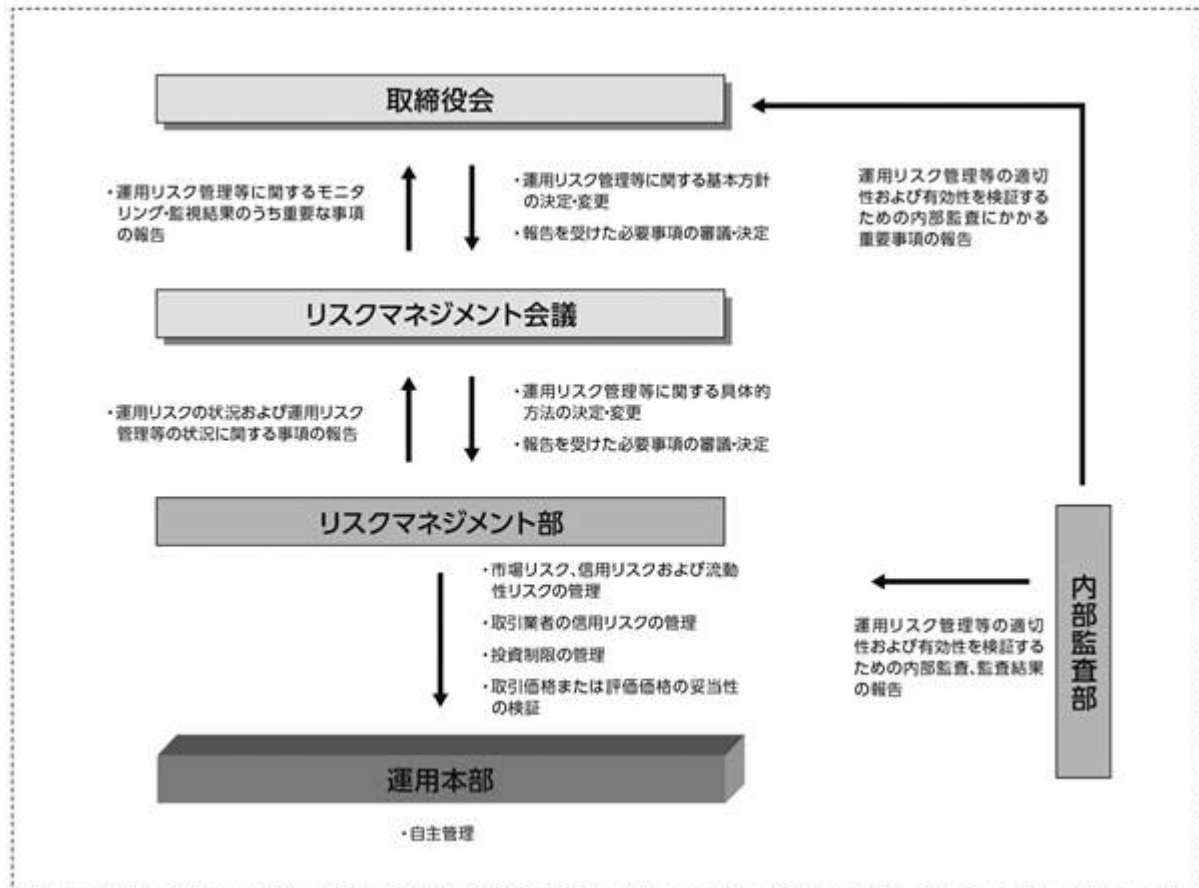 取締役会
・運用リスク管理等に関するモニタ
リング・監視結果のうち重要な事項
の報告
・運用リスク管理等に関する基本方針
の決定・変更
・報告を受けた必要事項の審議・決定
運用リスク管理等の適切
性および有効性を検証する
ための内部監査にかかる
重要事項の報告
リスクマネジメント会議
・運用リスクの状況および運用リスク
管理等の状況に関する事項の報告
・運用リスク管理等に関する具体的
方法の決定・変更
・報告を受けた必要事項の審議・決定
リスクマネジメント部
・市場リスク、信用リスクおよび流動
性リスクの管理
・取引業者の信用リスクの管理
・投資制限の管理
・取引価格または評価価格の妥当性
の検証
運用リスク管理等の適切
性および有効性を検証する
ための内部監査、監査結果
の報告
内部監査部
運用本部
・自主管理